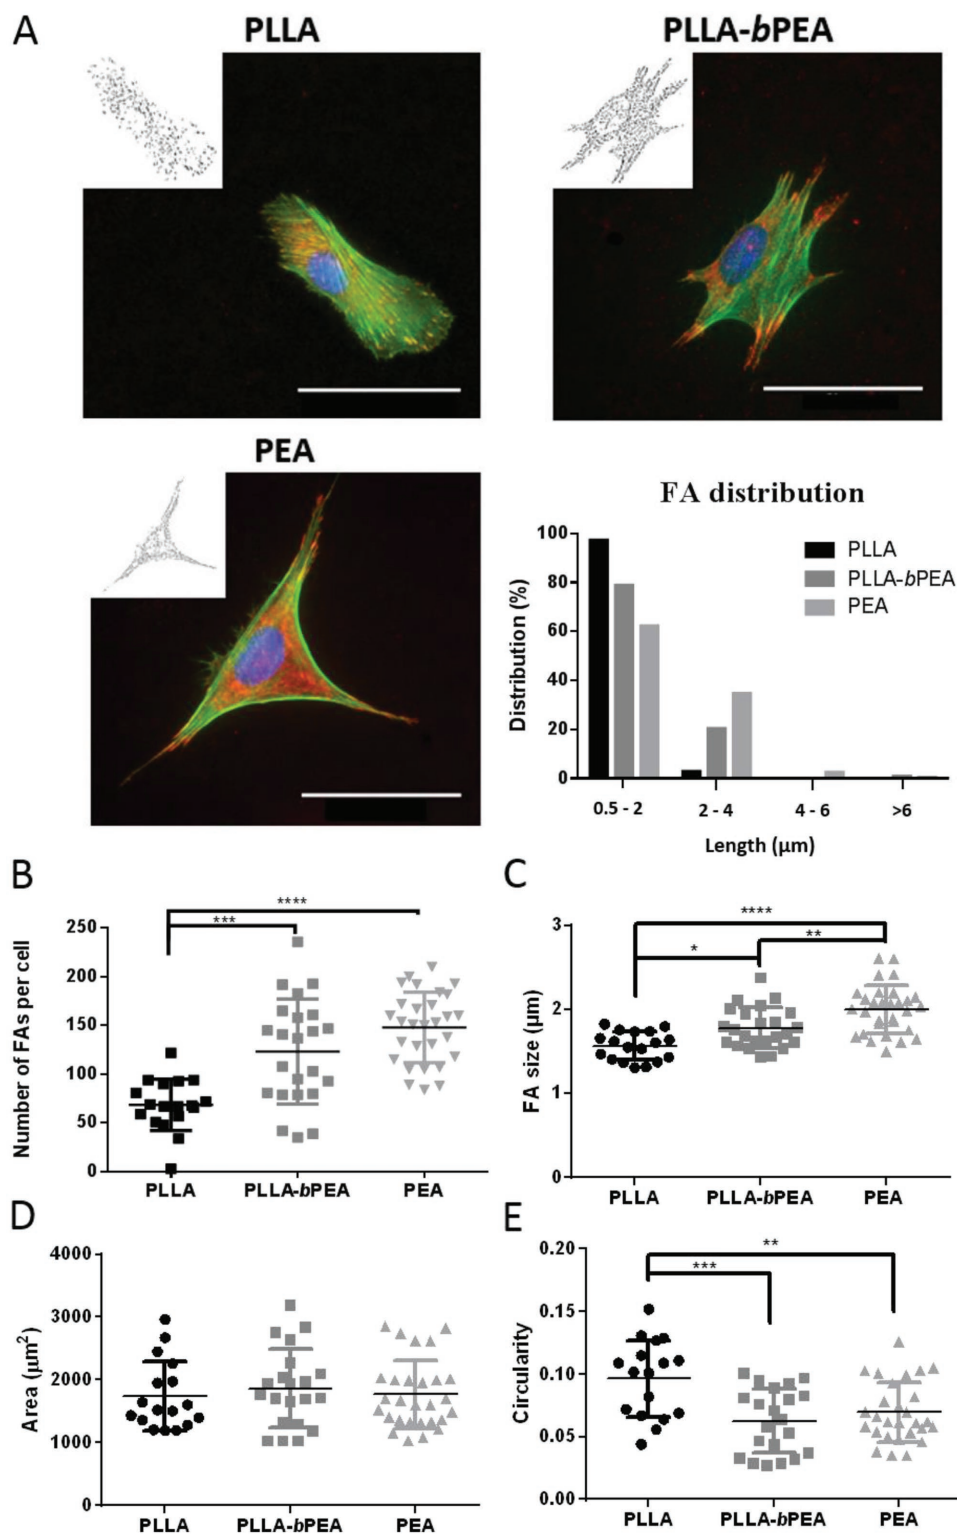 A
PLLA
PLLA-bPEA
PEA
FA distribution
Distribution (%)
100
80
60
40
20
0
PLLA
PLLA-bPEA
PEA
0.5 - 2
2 - 4
4 - 6
>6
Length (µm)
B
Number of FAs per cell
250
200
150
100
50
0
***
****
PLLA
PLLA-bPEA
PEA
C
FA size (µm)
3
2
1
0
****
*
**
PLLA
PLLA-bPEA
PEA
D
Area (µm²)
4000
3000
2000
1000
0
PLLA
PLLA-bPEA
PEA
E
Circularity
0.20
0.15
0.10
0.05
0.00
**
***
PLLA
PLLA-bPEA
PEA